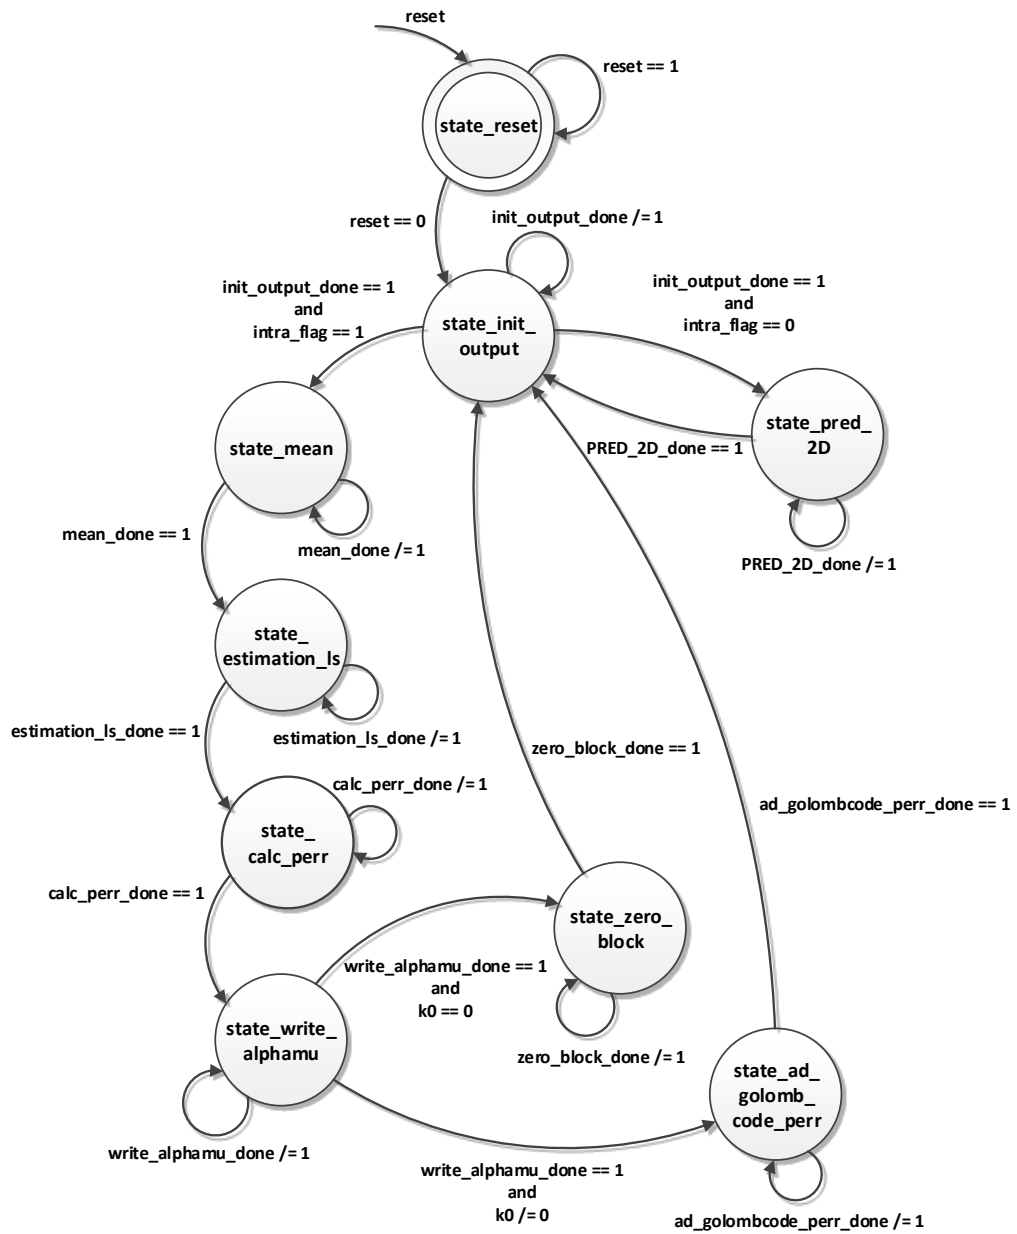 reset
reset == 1
state_reset
reset == 0
init_output_done /= 1
init_output_done == 1
and
intra_flag == 1
init_output_done == 1
and
intra_flag == 0
state_init_
output
state_pred_
2D
state_mean
PRED_2D_done == 1
mean_done == 1
mean_done /= 1
PRED_2D_done /= 1
state_
estimation_ls
estimation_ls_done == 1
estimation_ls_done /= 1
zero_block_done == 1
calc_perr_done /= 1
ad_golombcode_perr_done == 1
state_
calc_perr
calc_perr_done == 1
state_zero_
block
write_alphamu_done == 1
and
k0 == 0
state_write_
alphamu
zero_block_done /= 1
state_ad_
golomb_
code_perr
write_alphamu_done /= 1
write_alphamu_done == 1
and
k0 /= 0
ad_golombcode_perr_done /= 1